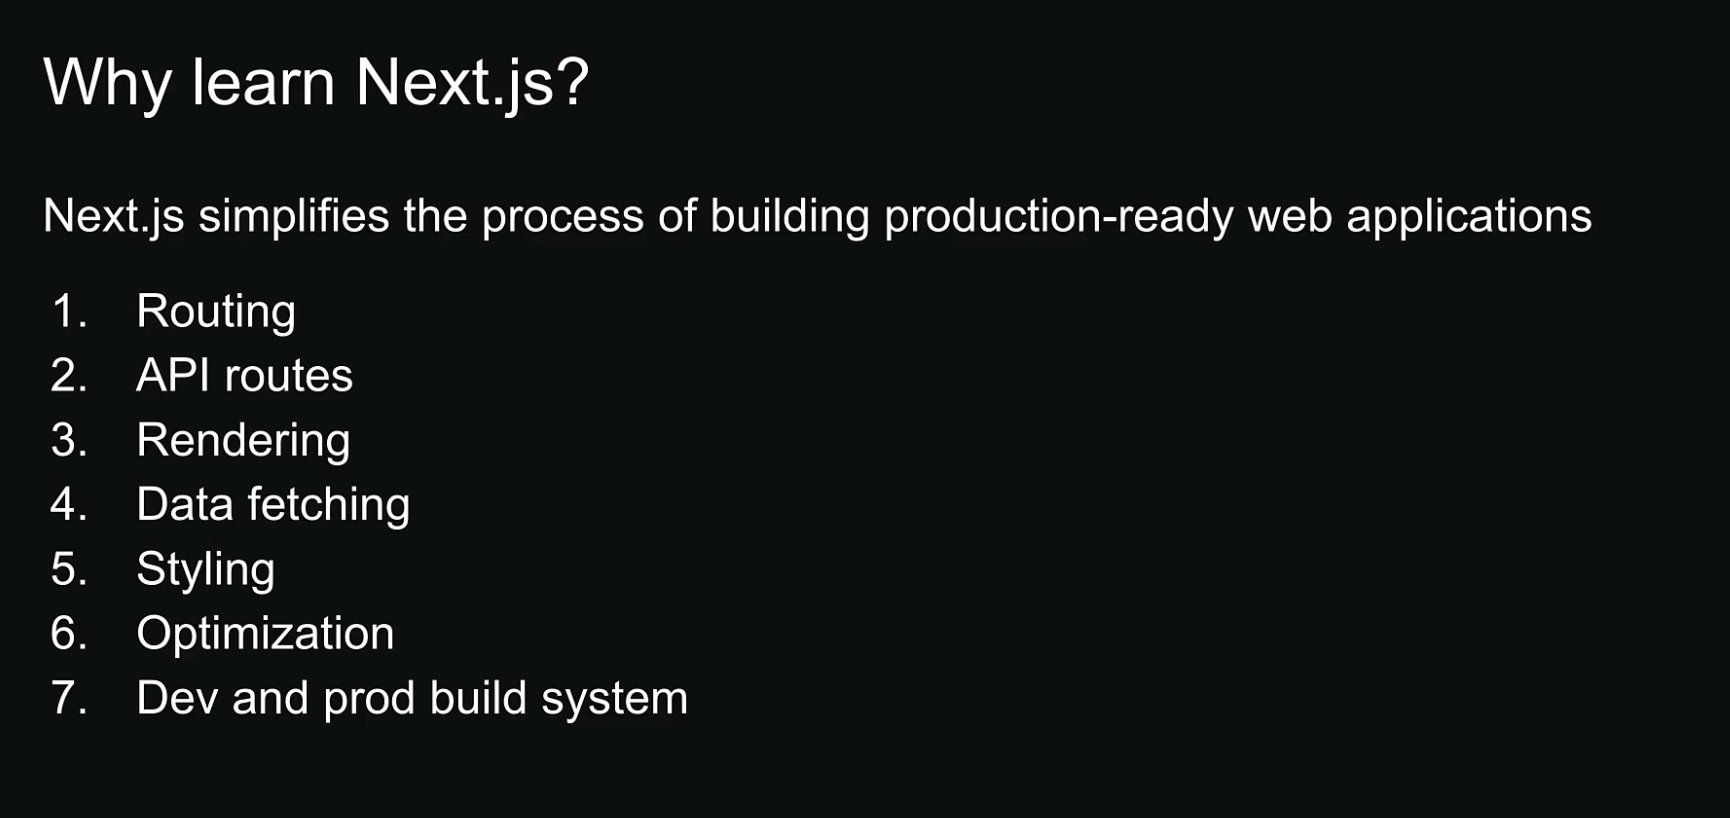 Why learn Next.js?
Next.js simplifies the process of building production-ready web applications
1. Routing
2. API routes
3. Rendering
4. Data fetching
5. Styling
6. Optimization
7. Dev and prod build system